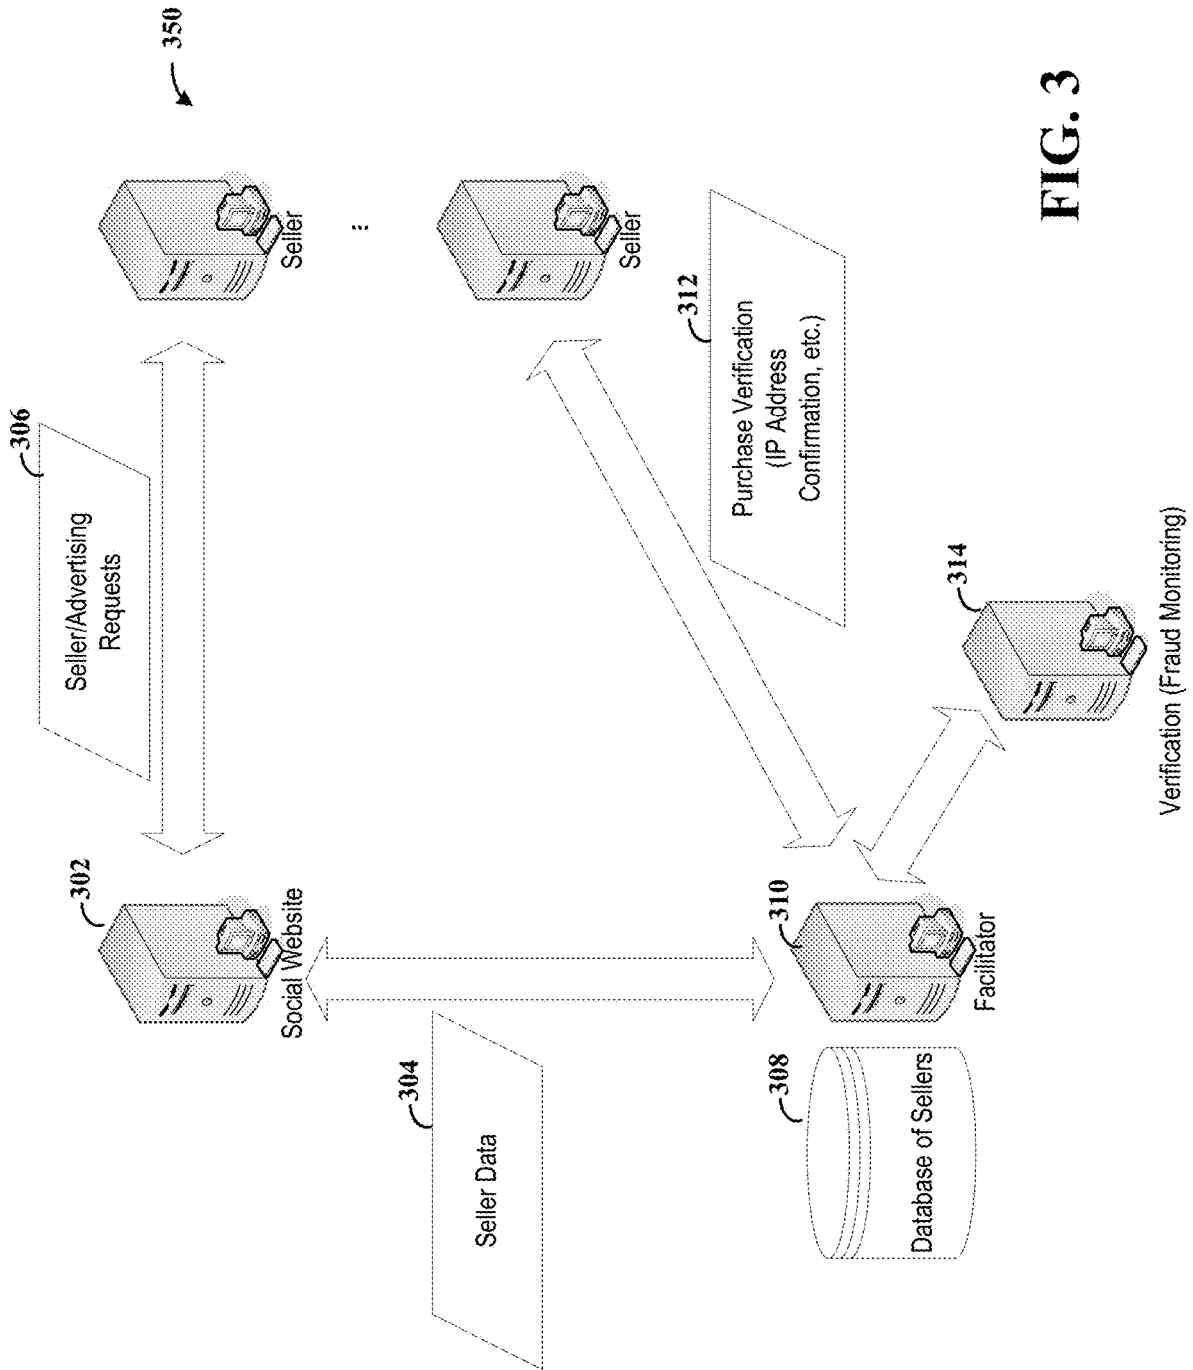 350
306
Seller/Advertising
Requests
302
Social Website
Seller
...
Seller
304
Seller Data
312
Purchase Verification
(IP Address
Confirmation, etc.)
308
Database of Sellers
310
Facilitator
314
Verification (Fraud Monitoring)
FIG. 3